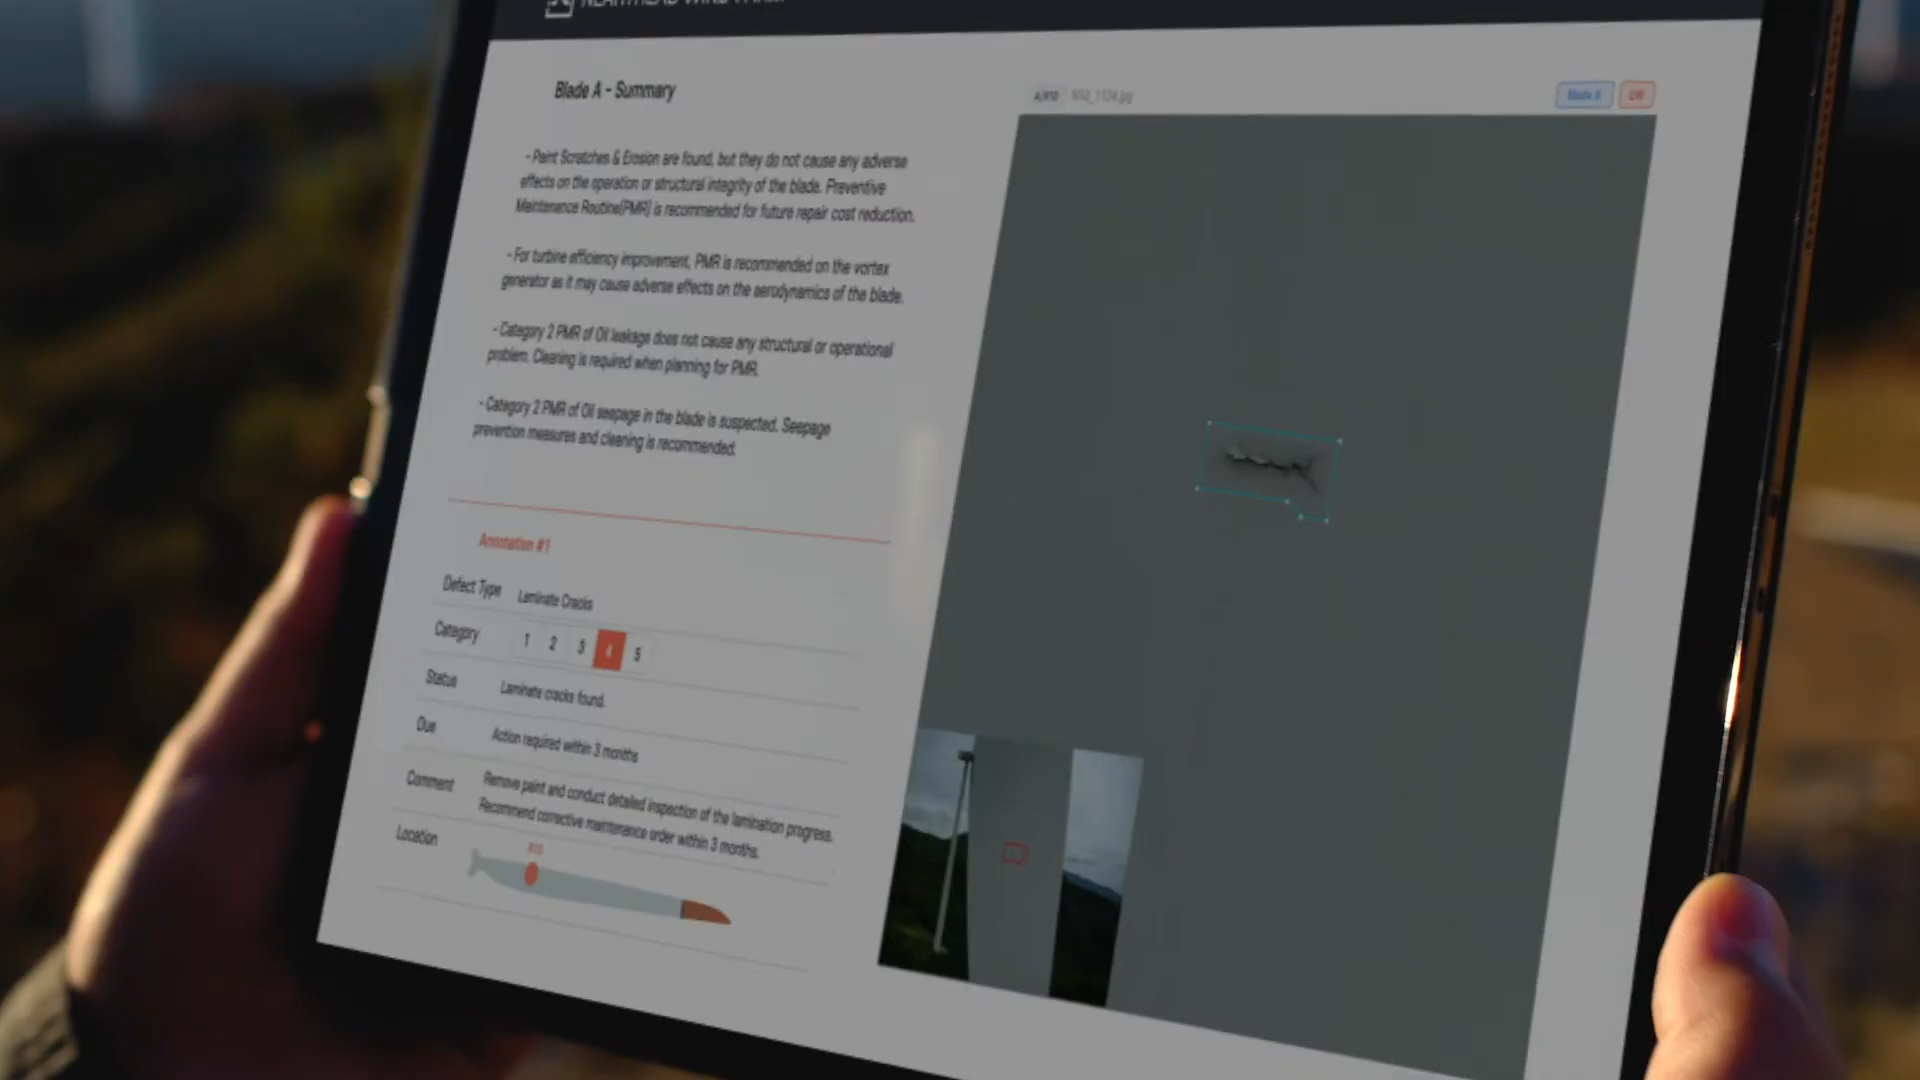 Blade A - Summary
- Paint Scratches & Erosion are found, but they do not cause any adverse
effects on the operation or structural integrity of the blade. Preventive
Maintenance Routine(PMR) is recommended for future repair cost reduction.
- For turbine efficiency improvement, PMR is recommended on the vortex
generator as it may cause adverse effects on the aerodynamics of the blade.
- Category 2 PMR of Oil leakage does not cause any structural or operational
problem. Cleaning is required when planning for PMR.
- Category 2 PMR of Oil seepage in the blade is suspected. Seepage
prevention measures and cleaning is recommended.
Annotation #1
Defect Type Laminate Cracks
Category 1 2 3 4 5
Status Laminate cracks found.
Due Action required within 3 months
Comment Remove paint and conduct detailed inspection of the lamination progress.
Recommend corrective maintenance order within 3 months.
Location